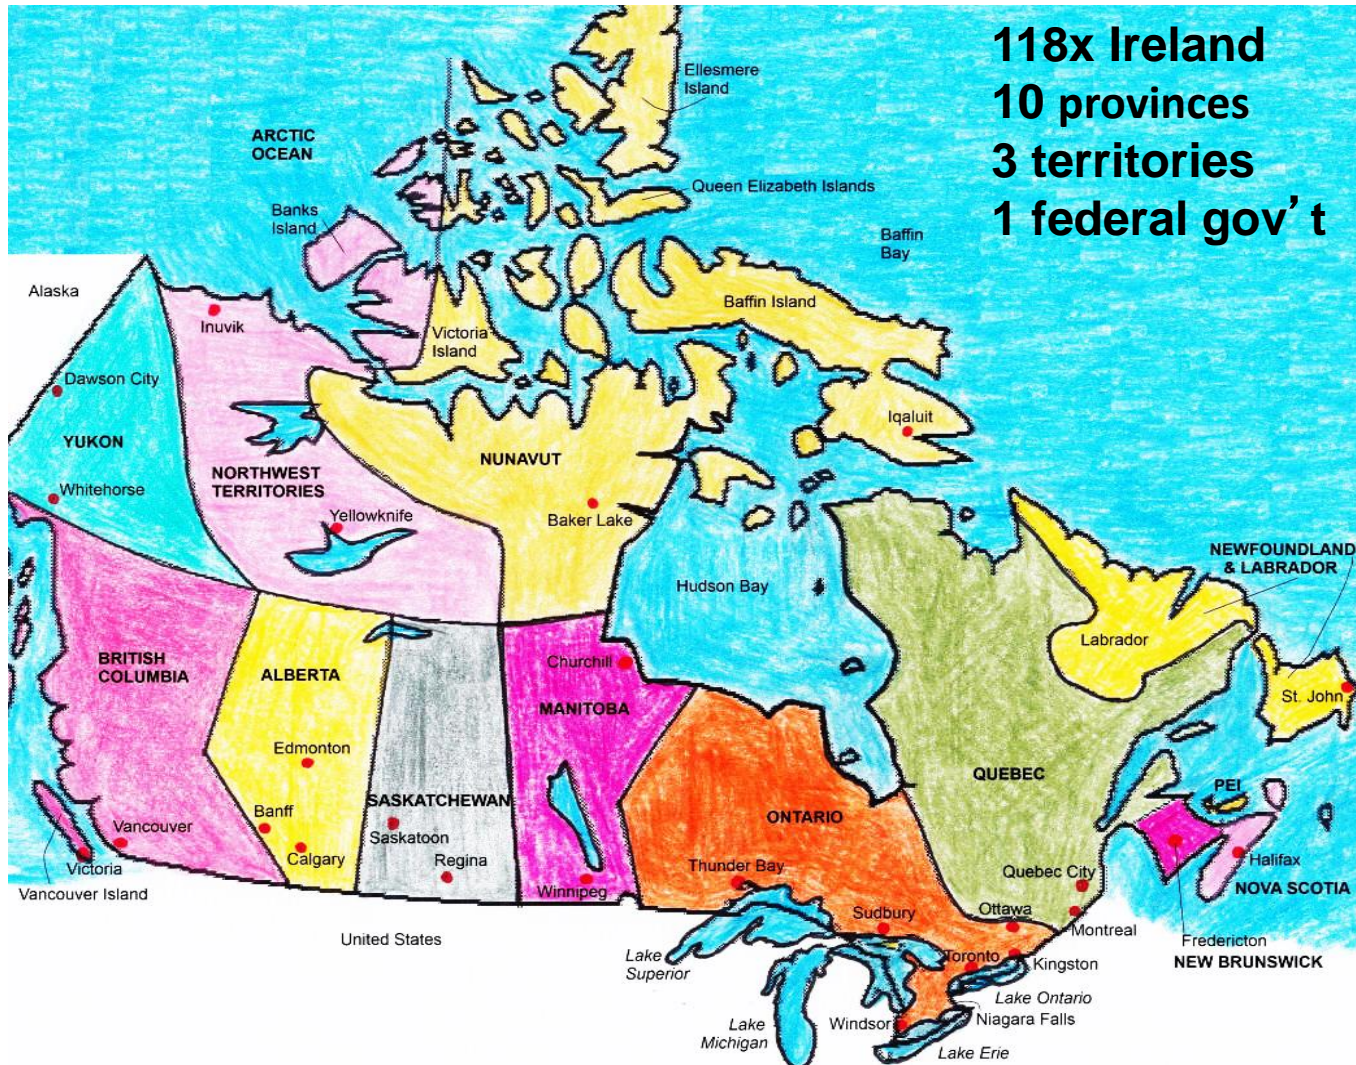 118x Ireland
10 provinces
3 territories
1 federal gov’t
Ellesmere
Island
ARCTIC
OCEAN
Queen Elizabeth Islands
Banks
Island
Baffin
Bay
Alaska
Baffin Island
Inuvik
Victoria
Island
Dawson City
Iqaluit
YUKON
NUNAVUT
NORTHWEST
TERRITORIES
Whitehorse
Yellowknife
Baker Lake
NEWFOUNDLAND
& LABRADOR
Hudson Bay
Labrador
BRITISH
COLUMBIA
ALBERTA
Churchill
MANITOBA
St. John
Edmonton
QUEBEC
PEI
SASKATCHEWAN
Banff
ONTARIO
Vancouver
Saskatoon
Calgary
Regina
Victoria
Vancouver Island
Winnipeg
Thunder Bay
Quebec City
Halifax
NOVA SCOTIA
Sudbury
Ottawa
Montreal
United States
Fredericton
NEW BRUNSWICK
Lake
Superior
Toronto
Kingston
Lake Ontario
Niagara Falls
Windsor
Lake
Michigan
Lake Erie